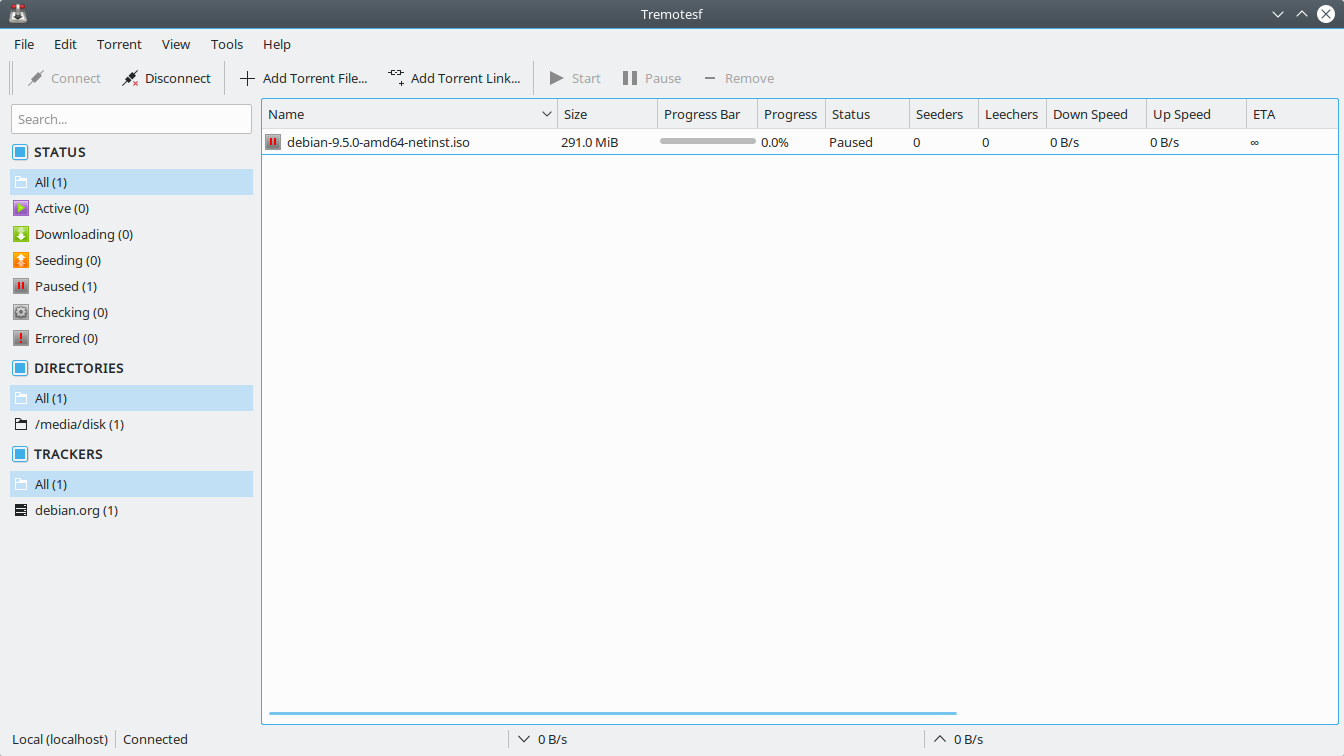 Tremotesf
File Edit Torrent View Tools Help
Connect Disconnect Add Torrent File... Add Torrent Link... Start Pause Remove
Search...
Name Size Progress Bar Progress Status Seeders Leechers Down Speed Up Speed ETA
debian-9.5.0-amd64-netinst.iso 291.0 MiB 0.0% Paused 0 0 0 B/s 0 B/s ∞
STATUS
All (1)
Active (0)
Downloading (0)
Seeding (0)
Paused (1)
Checking (0)
Errored (0)
DIRECTORIES
All (1)
/media/disk (1)
TRACKERS
All (1)
debian.org (1)
Local (localhost) Connected 0 B/s 0 B/s